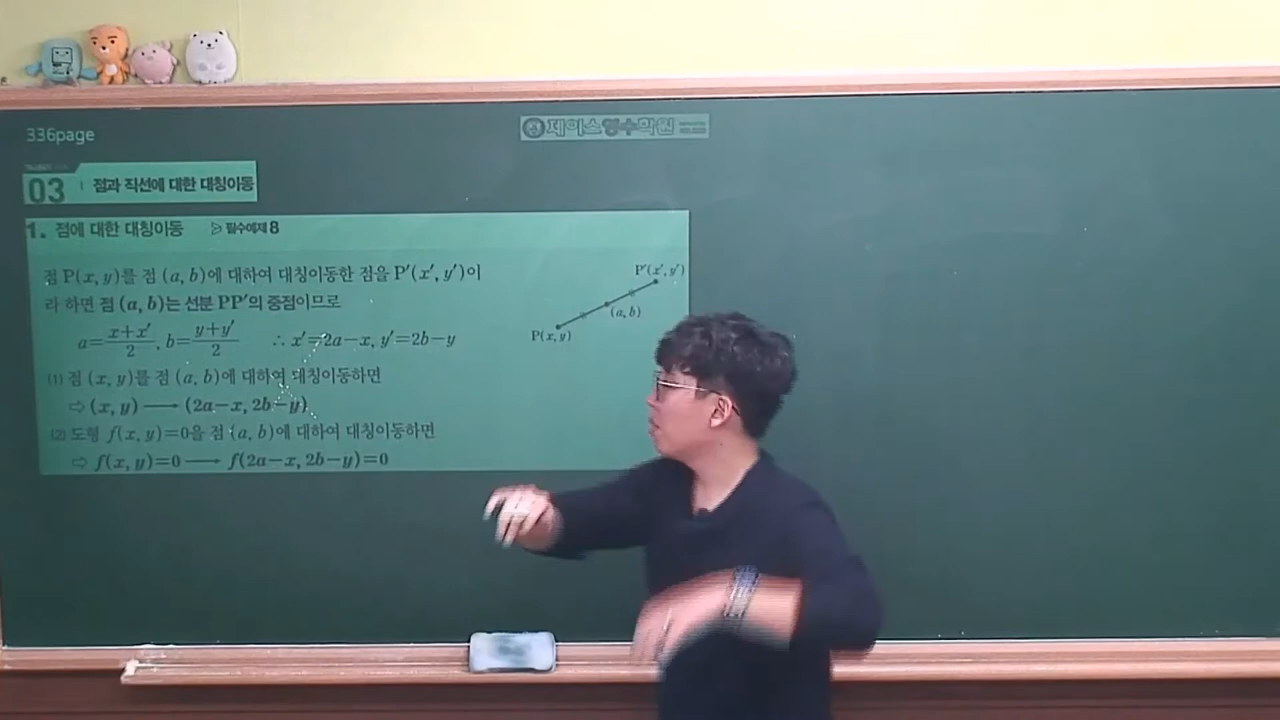 336page
제이스영수학원
03 점과 직선에 대한 대칭이동
1. 점에 대한 대칭이동 ▷ 필수예제 8
점 P(x, y)를 점 (a, b)에 대하여 대칭이동한 점을 P′(x′, y′)이
라 하면 점 (a, b)는 선분 PP′의 중점이므로
a=x+x′/2, b=y+y′/2 ∴ x′=2a−x, y′=2b−y
P′(x′, y′)
(a, b)
P(x, y)
(1) 점 (x, y)를 점 (a, b)에 대하여 대칭이동하면
⇨ (x, y) ⟶ (2a−x, 2b−y)
(2) 도형 f(x, y)=0을 점 (a, b)에 대하여 대칭이동하면
⇨ f(x, y)=0 ⟶ f(2a−x, 2b−y)=0